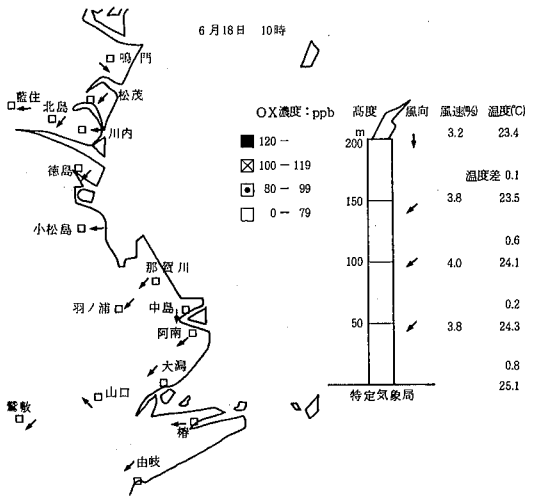 6月18日 10時
鳴門
藍住
北島
松茂
川内
徳島
小松島
那賀川
羽ノ浦
中島
阿南
大潟
山口
鷲敷
椿
由岐
OX濃度:ppb
120-
100-119
80-99
0-79
高度 風向 風速(%) 温度(℃)
m
200 3.2 23.4
温度差 0.1
150 3.8 23.5
0.6
100 4.0 24.1
0.2
50 3.8 24.3
0.8
25.1
特定気象局